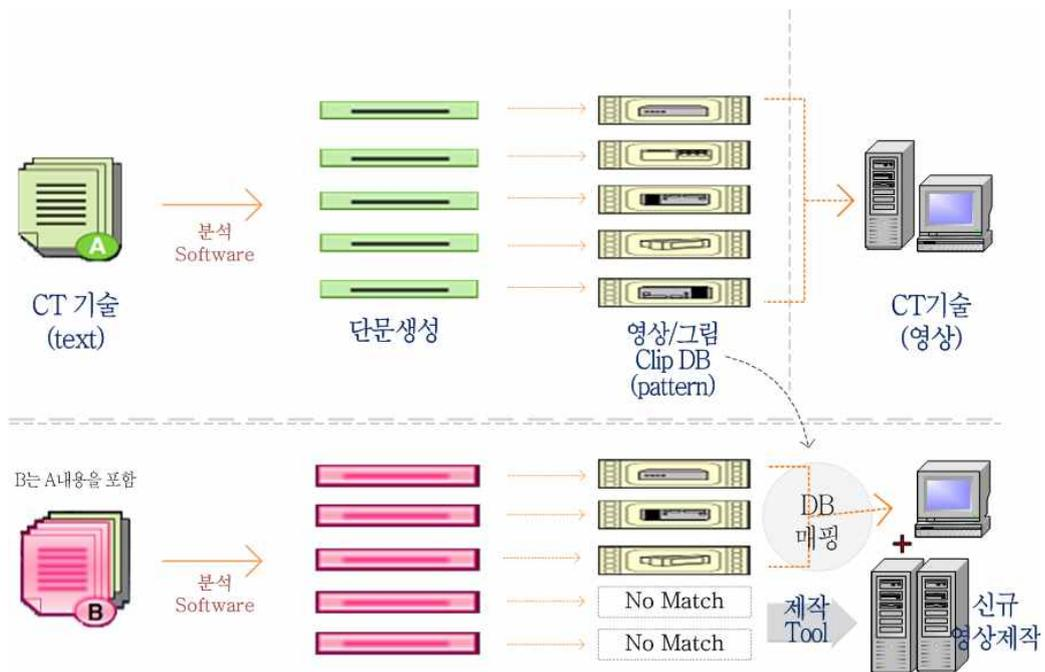 A
분석
Software
CT 기술
(text)
단문생성
영상/그림
Clip DB
(pattern)
CT기술
(영상)
B는 A내용을 포함
B
분석
Software
No Match
No Match
DB
매핑
제작
Tool
+
신규
영상제작